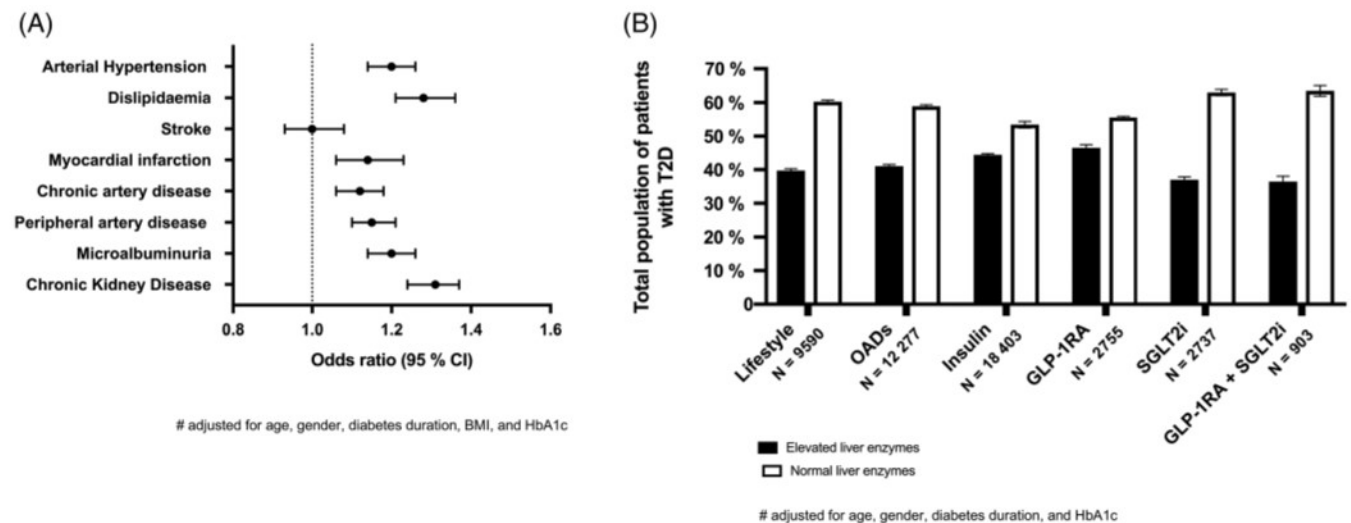 (A)
Arterial Hypertension
Dislipidaemia
Stroke
Myocardial infarction
Chronic artery disease
Peripheral artery disease
Microalbuminuria
Chronic Kidney Disease
0.8 1.0 1.2 1.4 1.6
Odds ratio (95 % CI)
# adjusted for age, gender, diabetes duration, BMI, and HbA1c
(B)
Total population of patients
with T2D
70 %
60 %
50 %
40 %
30 %
20 %
10 %
0
Lifestyle
N = 9590
OADs
N = 12 277
Insulin
N = 18 403
GLP-1RA
N = 2755
SGLT2i
N = 2737
GLP-1RA + SGLT2i
N = 903
Elevated liver enzymes
Normal liver enzymes
# adjusted for age, gender, diabetes duration, and HbA1c